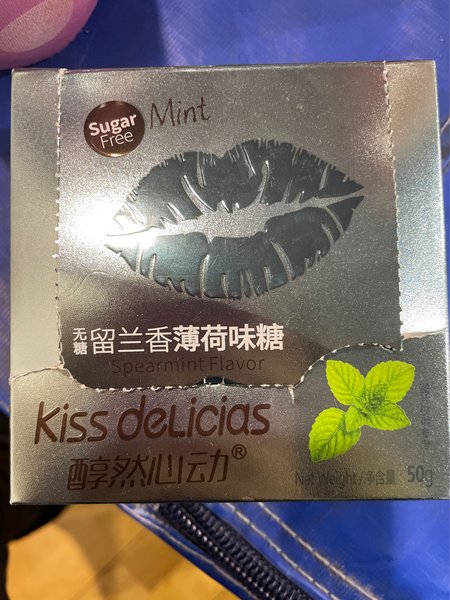 Sugar
Free
Mint
无糖留兰香薄荷味糖
Spearmint Flavor
Kiss deLicias
醇然心动®
Net Weight/净含量：50g